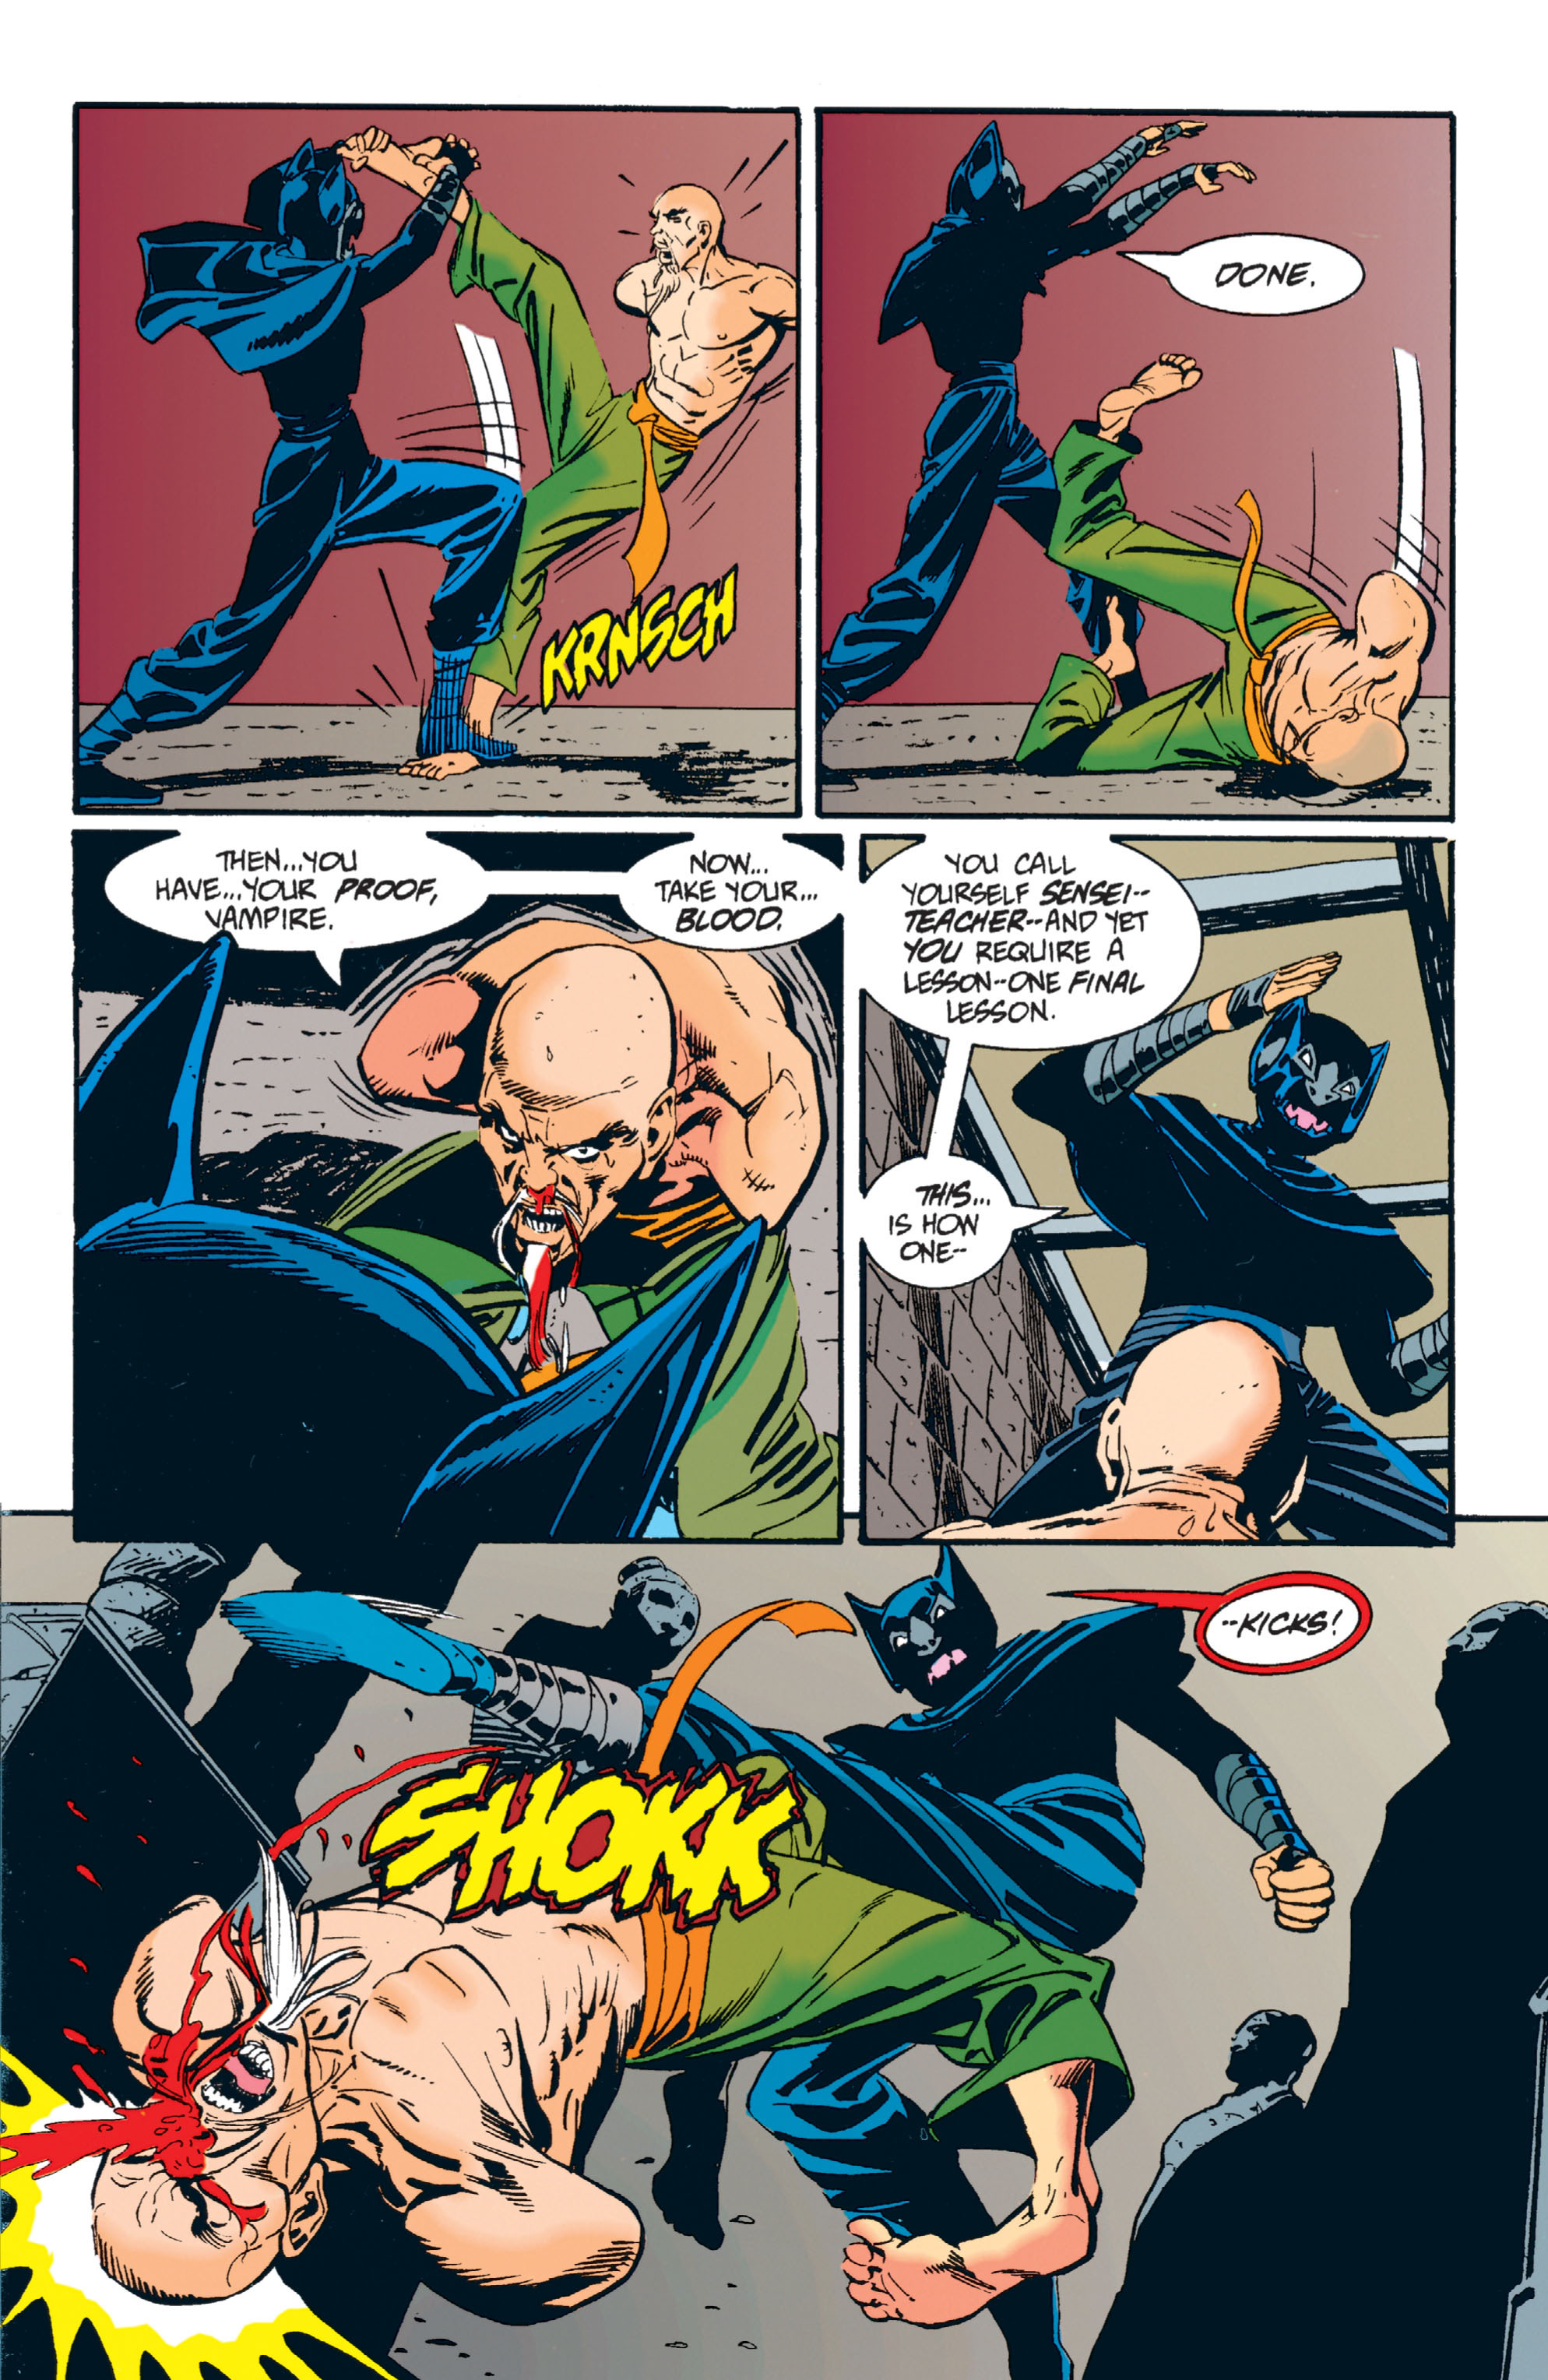 KRNSCH
DONE.
THEN...YOU
HAVE...YOUR PROOF,
VAMPIRE.
NOW...
TAKE YOUR...
BLOOD.
YOU CALL
YOURSELF SENSEI--
TEACHER--AND YET
YOU REQUIRE A
LESSON--ONE FINAL
LESSON.
THIS...
IS HOW
ONE--
--KICKS!
SHOKK